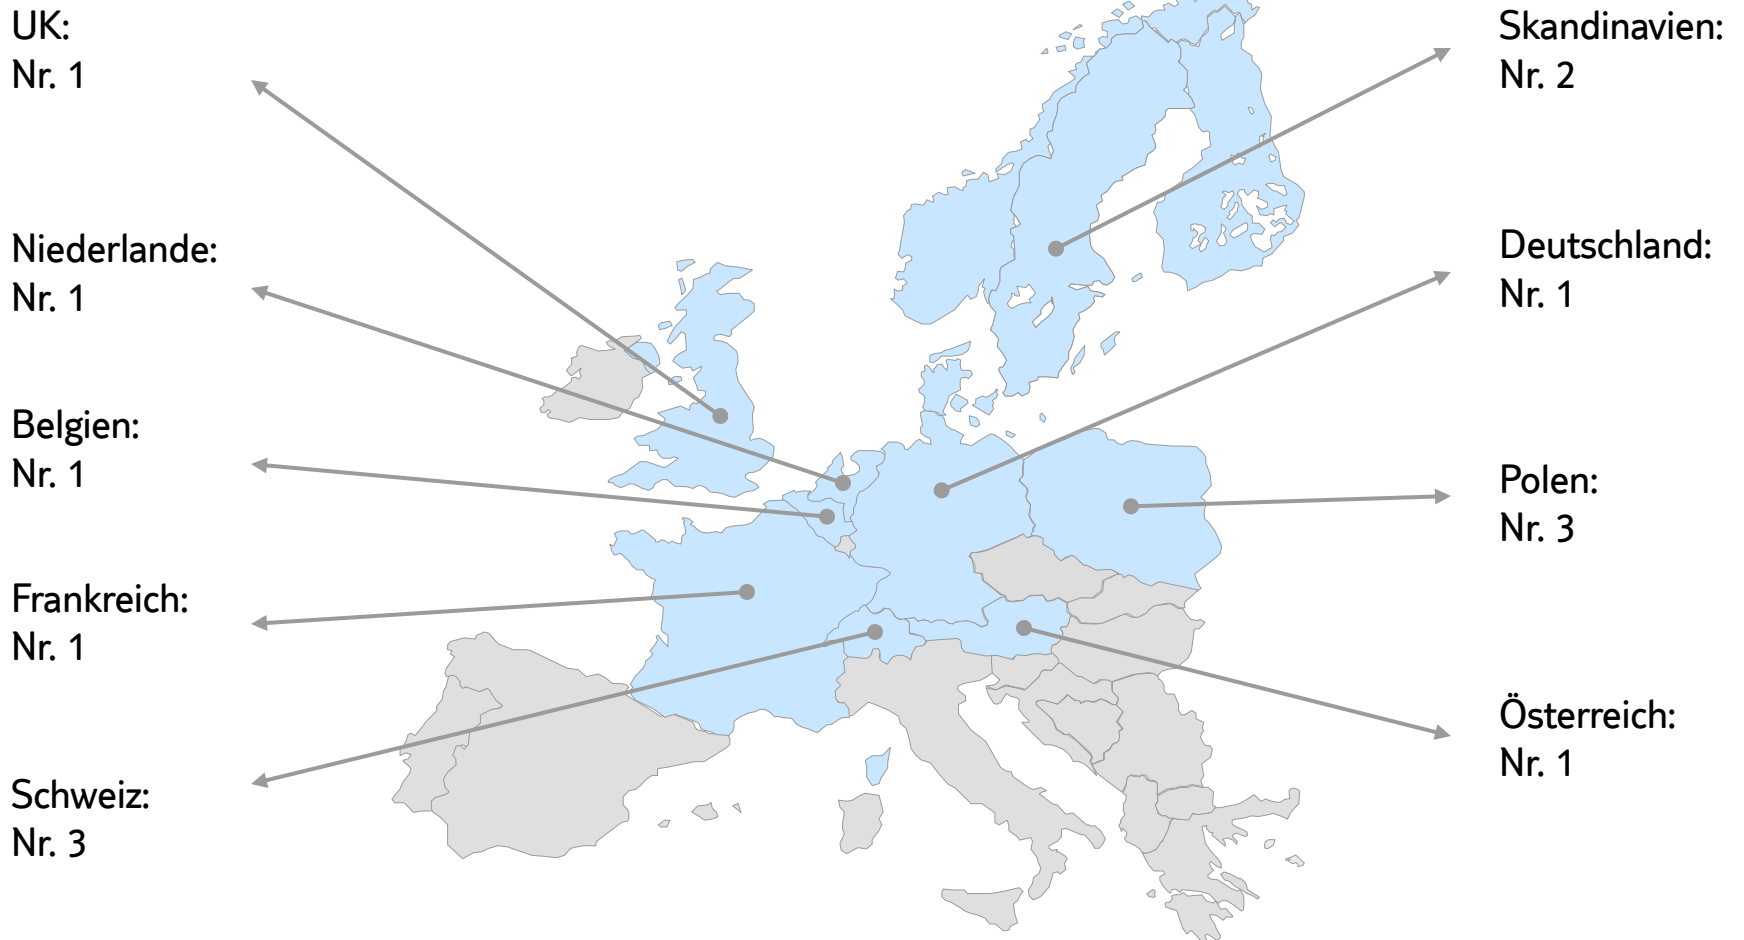 UK:
Nr. 1
Niederlande:
Nr. 1
Belgien:
Nr. 1
Frankreich:
Nr. 1
Schweiz:
Nr. 3
Skandinavien:
Nr. 2
Deutschland:
Nr. 1
Polen:
Nr. 3
Österreich:
Nr. 1